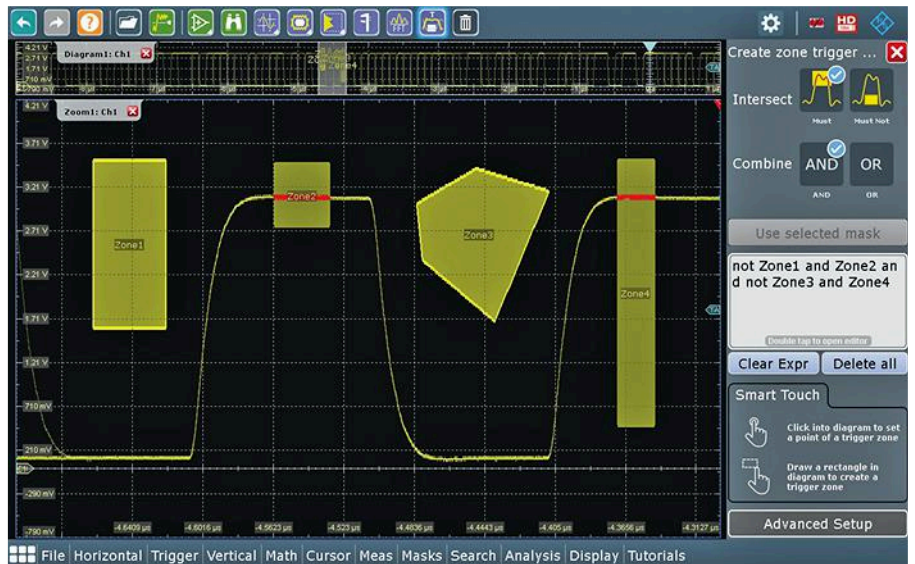 HD
4.21 V
Diagram1: Ch1
2.71 V
1.71 V
710 mV
Zone4
TA
4.21 V
Zoom1: Ch1
3.71 V
3.21 V
2.71 V
2.21 V
1.71 V
1.21 V
710 mV
210 mV
-290 mV
-790 mV
Zone1
Zone2
Zone3
Zone4
TA
-4.6409 µs
-4.6016 µs
-4.5623 µs
-4.523 µs
-4.4836 µs
-4.4443 µs
-4.405 µs
-4.3656 µs
-4.3127 µs
Create zone trigger ...
Intersect
Must
Must Not
Combine
AND
OR
AND
OR
Use selected mask
not Zone1 and Zone2 an
d not Zone3 and Zone4
Double tap to open editor
Clear Expr
Delete all
Smart Touch
Click into diagram to set
a point of a trigger zone
Draw a rectangle in
diagram to create a
trigger zone
Advanced Setup
File Horizontal Trigger Vertical Math Cursor Meas Masks Search Analysis Display Tutorials